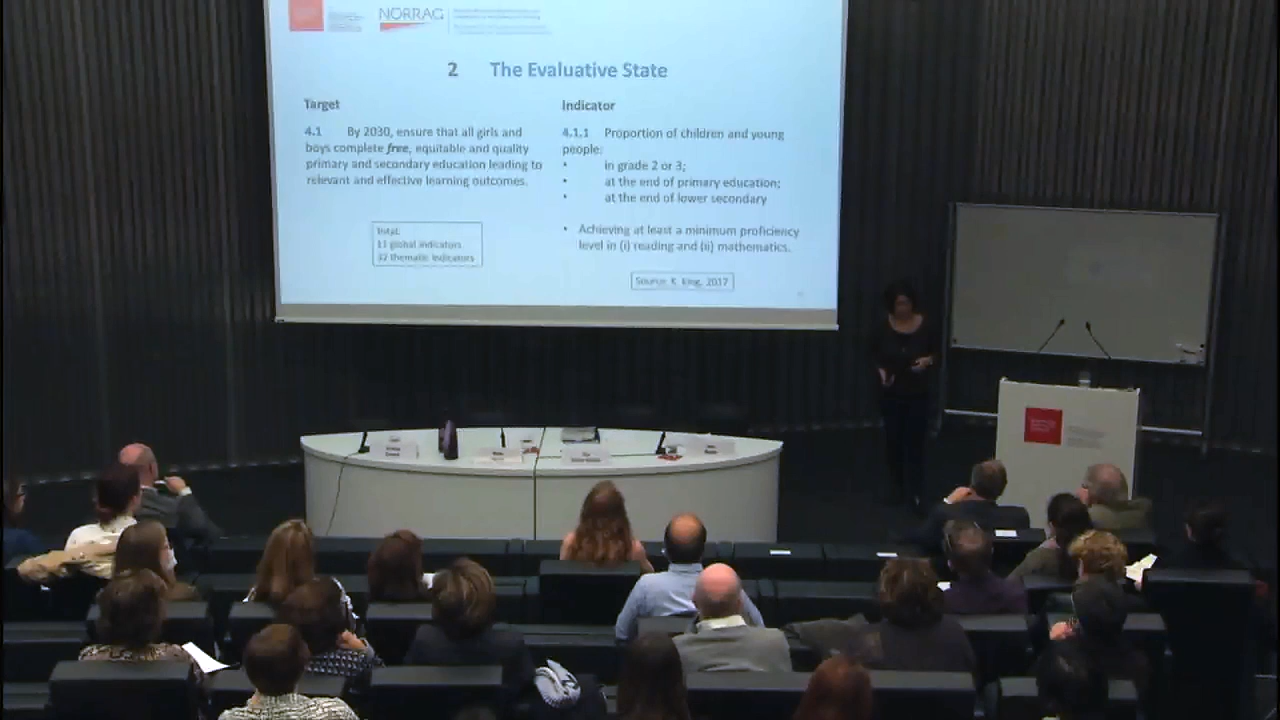 NORRAG
2 The Evaluative State
Target
4.1 By 2030, ensure that all girls and
boys complete free, equitable and quality
primary and secondary education leading to
relevant and effective learning outcomes.
Total:
11 global indicators
32 thematic indicators
Indicator
4.1.1 Proportion of children and young
people:
• in grade 2 or 3;
• at the end of primary education;
• at the end of lower secondary
• Achieving at least a minimum proficiency
level in (i) reading and (ii) mathematics.
Source: K. King, 2017